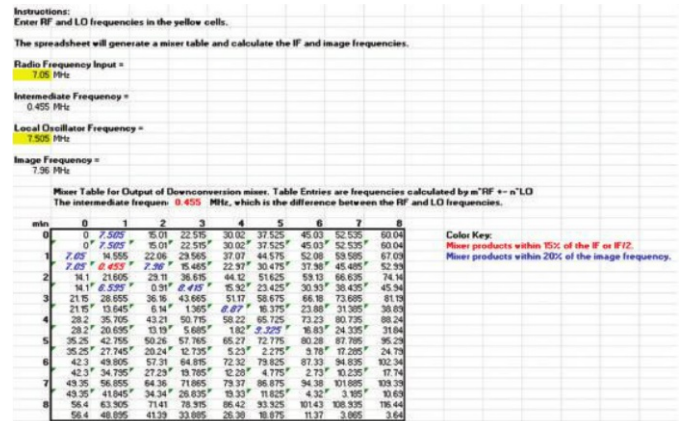 Instructions:
Enter RF and LO frequencies in the yellow cells.
The spreadsheet will generate a mixer table and calculate the IF and image frequencies.
Radio Frequency Input =
7.05 MHz
Intermediate Frequency =
0.455 MHz
Local Oscillator Frequency =
7.505 MHz
Image Frequency =
7.96 MHz
Mixer Table for Output of Downconversion mixer. Table Entries are frequencies calculated by m*RF +- n*LO
The intermediate frequen 0.455 MHz, which is the difference between the RF and LO frequencies.
m\n 0 1 2 3 4 5 6 7 8 Color Key:
0 0 7.505 15.01 22.515 30.02 37.525 45.03 52.535 60.04 Mixer products within 15% of the IF or IF/2.
0 7.505 15.01 22.515 30.02 37.525 45.03 52.535 60.04 Mixer products within 20% of the image frequency.
1 7.05 14.555 22.06 29.565 37.07 44.575 52.08 59.585 67.09
7.05 0.455 7.96 15.465 22.97 30.475 37.98 45.485 52.99
2 14.1 21.605 29.11 36.615 44.12 51.625 59.13 66.635 74.14
14.1 6.595 0.91 8.415 15.92 23.425 30.93 38.435 45.94
3 21.15 28.655 36.16 43.665 51.17 58.675 66.18 73.685 81.19
21.15 13.645 6.14 1.365 8.87 16.375 23.88 31.385 38.89
4 28.2 35.705 43.21 50.715 58.22 65.725 73.23 80.735 88.24
28.2 20.695 13.19 5.685 1.82 9.325 16.83 24.335 31.84
5 35.25 42.755 50.26 57.765 65.27 72.775 80.28 87.785 95.29
35.25 27.745 20.24 12.735 5.23 2.275 9.78 17.285 24.79
6 42.3 49.805 57.31 64.815 72.32 79.825 87.33 94.835 102.34
42.3 34.795 27.29 19.785 12.28 4.775 2.73 10.235 17.74
7 49.35 56.855 64.36 71.865 79.37 86.875 94.38 101.885 109.39
49.35 41.845 34.34 26.835 19.33 11.825 4.32 3.185 10.69
8 56.4 63.905 71.41 78.915 86.42 93.925 101.43 108.935 116.44
56.4 48.895 41.39 33.885 26.38 18.875 11.37 3.865 3.64